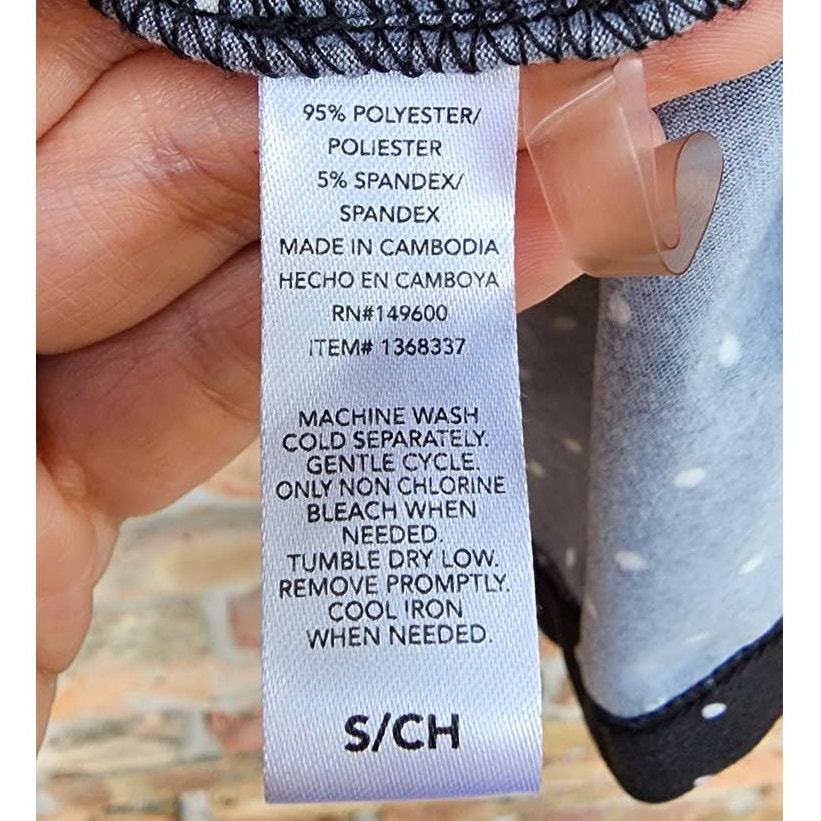 95% POLYESTER/
POLIESTER
5% SPANDEX/
SPANDEX
MADE IN CAMBODIA
HECHO EN CAMBOYA
RN#149600
ITEM# 1368337
MACHINE WASH
COLD SEPARATELY.
GENTLE CYCLE.
ONLY NON CHLORINE
BLEACH WHEN
NEEDED.
TUMBLE DRY LOW.
REMOVE PROMPTLY.
COOL IRON
WHEN NEEDED.
S/CH